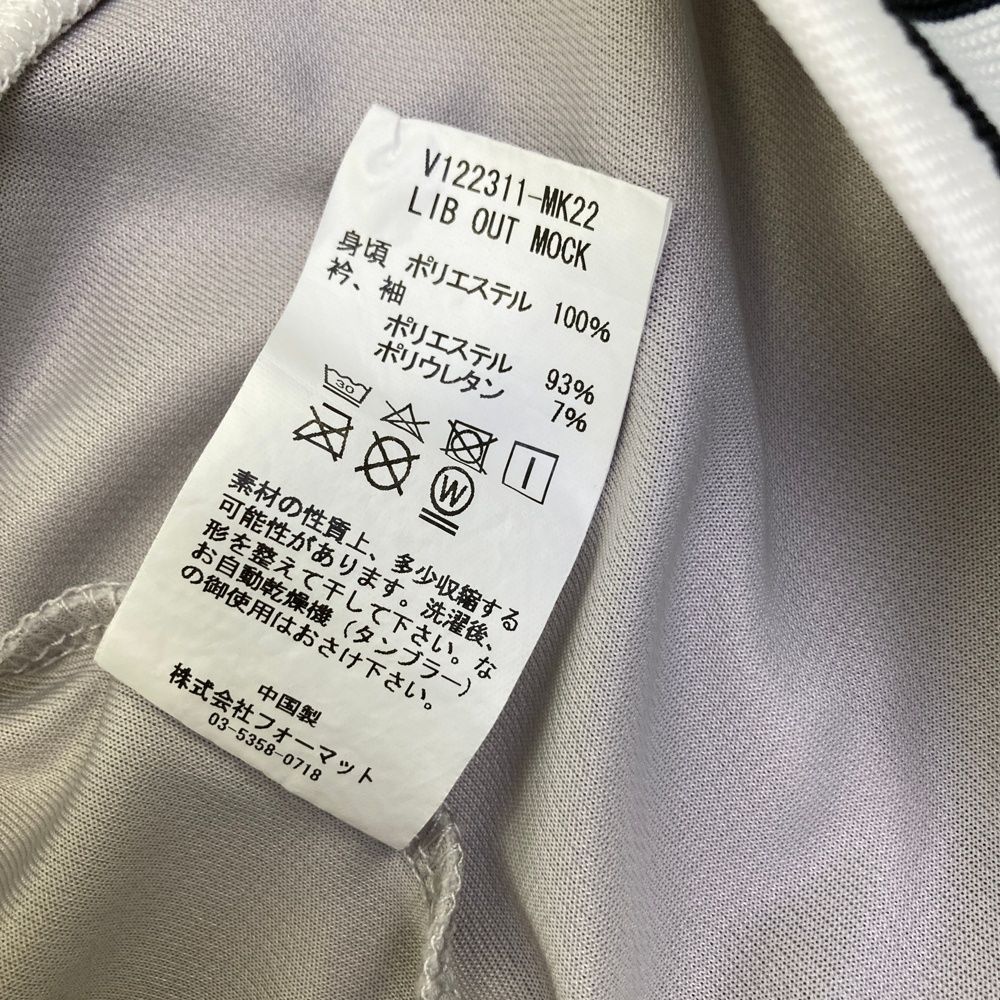 V122311-MK22
LIB OUT MOCK
身頃 ポリエステル 100%
衿、袖
ポリエステル 93%
ポリウレタン 7%
30
W
素材の性質上、多少収縮する
可能性があります。洗濯後、
形を整えて干して下さい。な
お自動乾燥機（タンブラー）
の御使用はおさけ下さい。
中国製
株式会社フォーマット
03-5358-0718